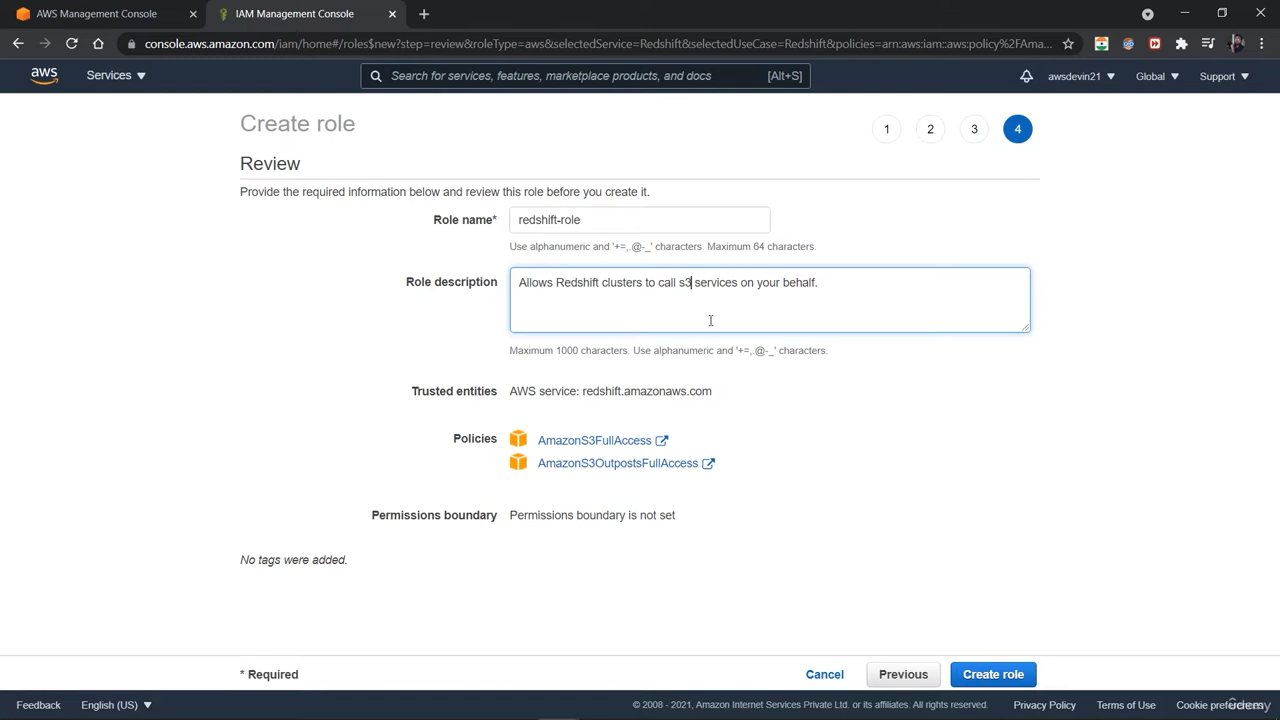 AWS Management Console
IAM Management Console
console.aws.amazon.com/iam/home#/roles$new?step=review&roleType=aws&selectedService=Redshift&selectedUseCase=Redshift&policies=arn:aws:iam::aws:policy%2FAma...
aws
Services
Search for services, features, marketplace products, and docs
[Alt+S]
awsdevin21
Global
Support
Create role
1
2
3
4
Review
Provide the required information below and review this role before you create it.
Role name* redshift-role
Use alphanumeric and '+=,.@-_' characters. Maximum 64 characters.
Role description Allows Redshift clusters to call s3 services on your behalf.
Maximum 1000 characters. Use alphanumeric and '+=,.@-_' characters.
Trusted entities AWS service: redshift.amazonaws.com
Policies AmazonS3FullAccess
AmazonS3OutpostsFullAccess
Permissions boundary Permissions boundary is not set
No tags were added.
* Required
Cancel
Previous
Create role
Feedback
English (US)
© 2008 - 2021, Amazon Internet Services Private Ltd. or its affiliates. All rights reserved.
Privacy Policy
Terms of Use
Cookie preferences
Udemy